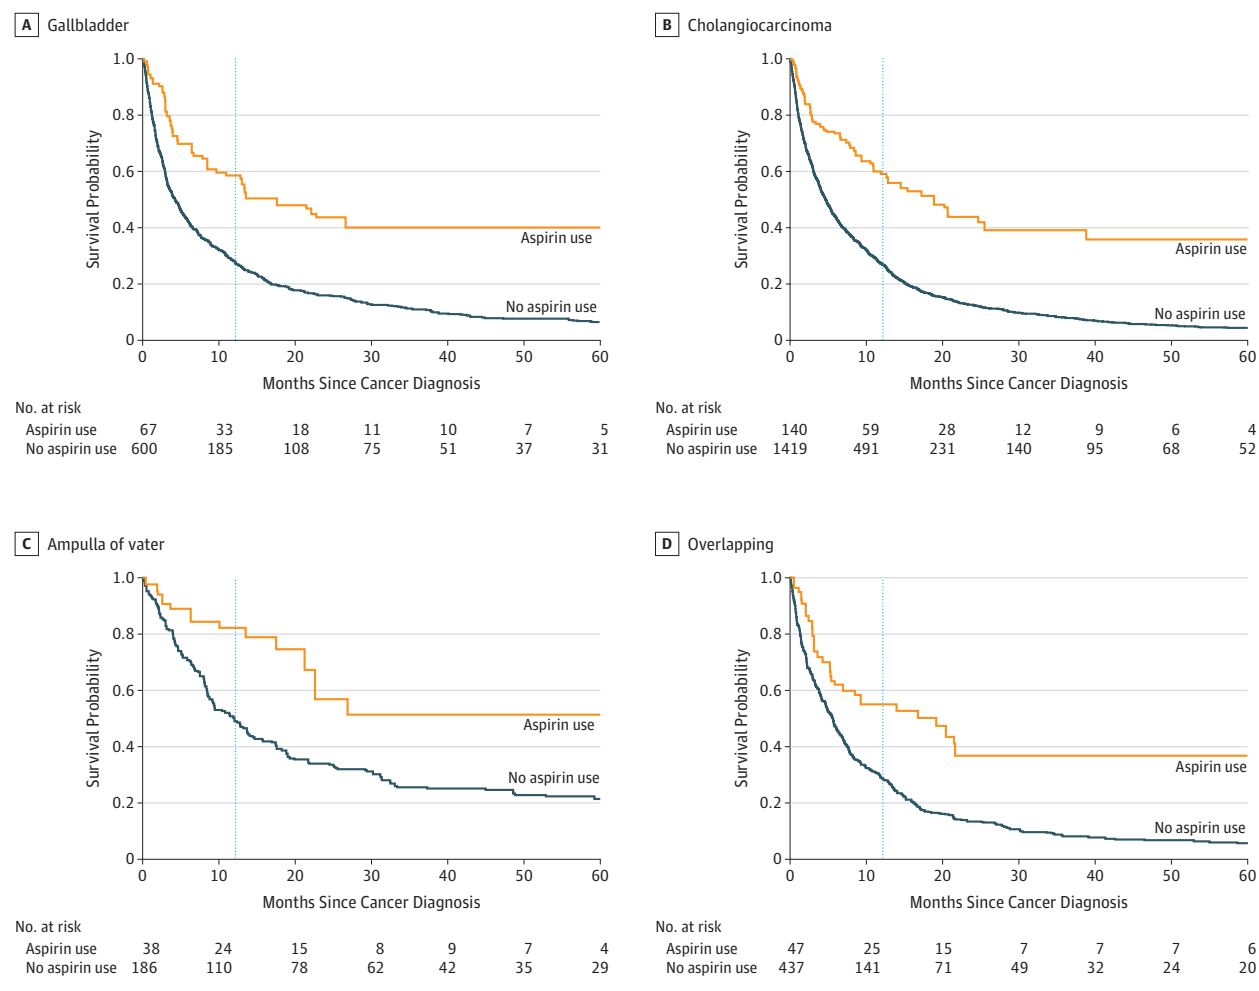 A Gallbladder
1.0
0.8
0.6
0.4
0.2
0
Survival Probability
Aspirin use
No aspirin use
0 10 20 30 40 50 60
Months Since Cancer Diagnosis
No. at risk
Aspirin use 67 33 18 11 10 7 5
No aspirin use 600 185 108 75 51 37 31
B Cholangiocarcinoma
1.0
0.8
0.6
0.4
0.2
0
Survival Probability
Aspirin use
No aspirin use
0 10 20 30 40 50 60
Months Since Cancer Diagnosis
No. at risk
Aspirin use 140 59 28 12 9 6 4
No aspirin use 1419 491 231 140 95 68 52
C Ampulla of vater
1.0
0.8
0.6
0.4
0.2
0
Survival Probability
Aspirin use
No aspirin use
0 10 20 30 40 50 60
Months Since Cancer Diagnosis
No. at risk
Aspirin use 38 24 15 8 9 7 4
No aspirin use 186 110 78 62 42 35 29
D Overlapping
1.0
0.8
0.6
0.4
0.2
0
Survival Probability
Aspirin use
No aspirin use
0 10 20 30 40 50 60
Months Since Cancer Diagnosis
No. at risk
Aspirin use 47 25 15 7 7 7 6
No aspirin use 437 141 71 49 32 24 20